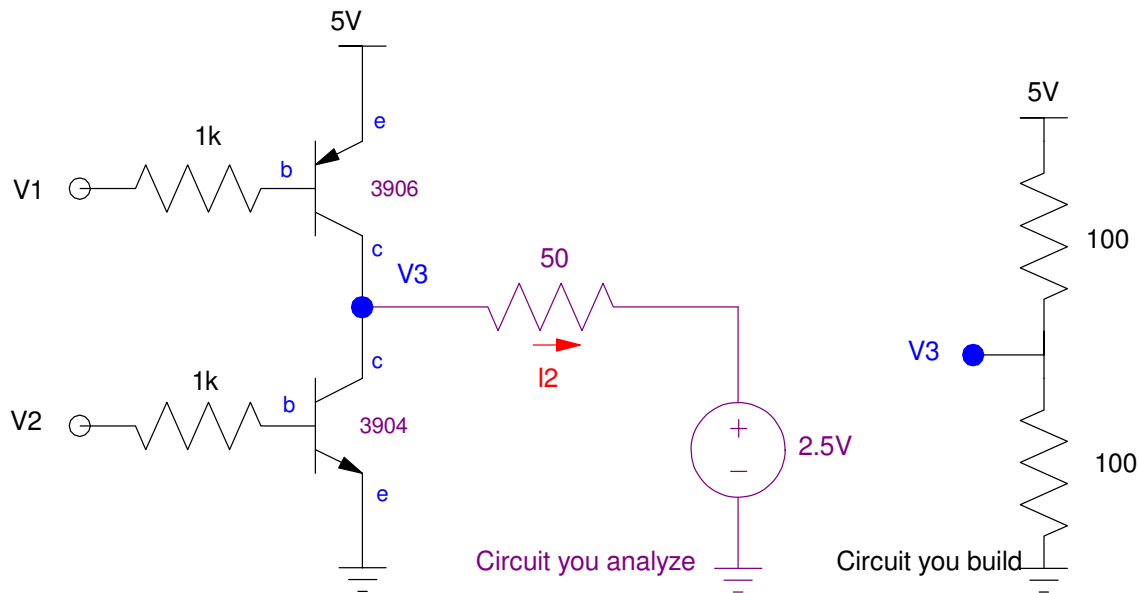 5V
e
1k
b
V1
3906
c
V3
50
I2
c
1k
b
V2
3904
e
+
−
2.5V
Circuit you analyze
5V
100
V3
100
Circuit you build